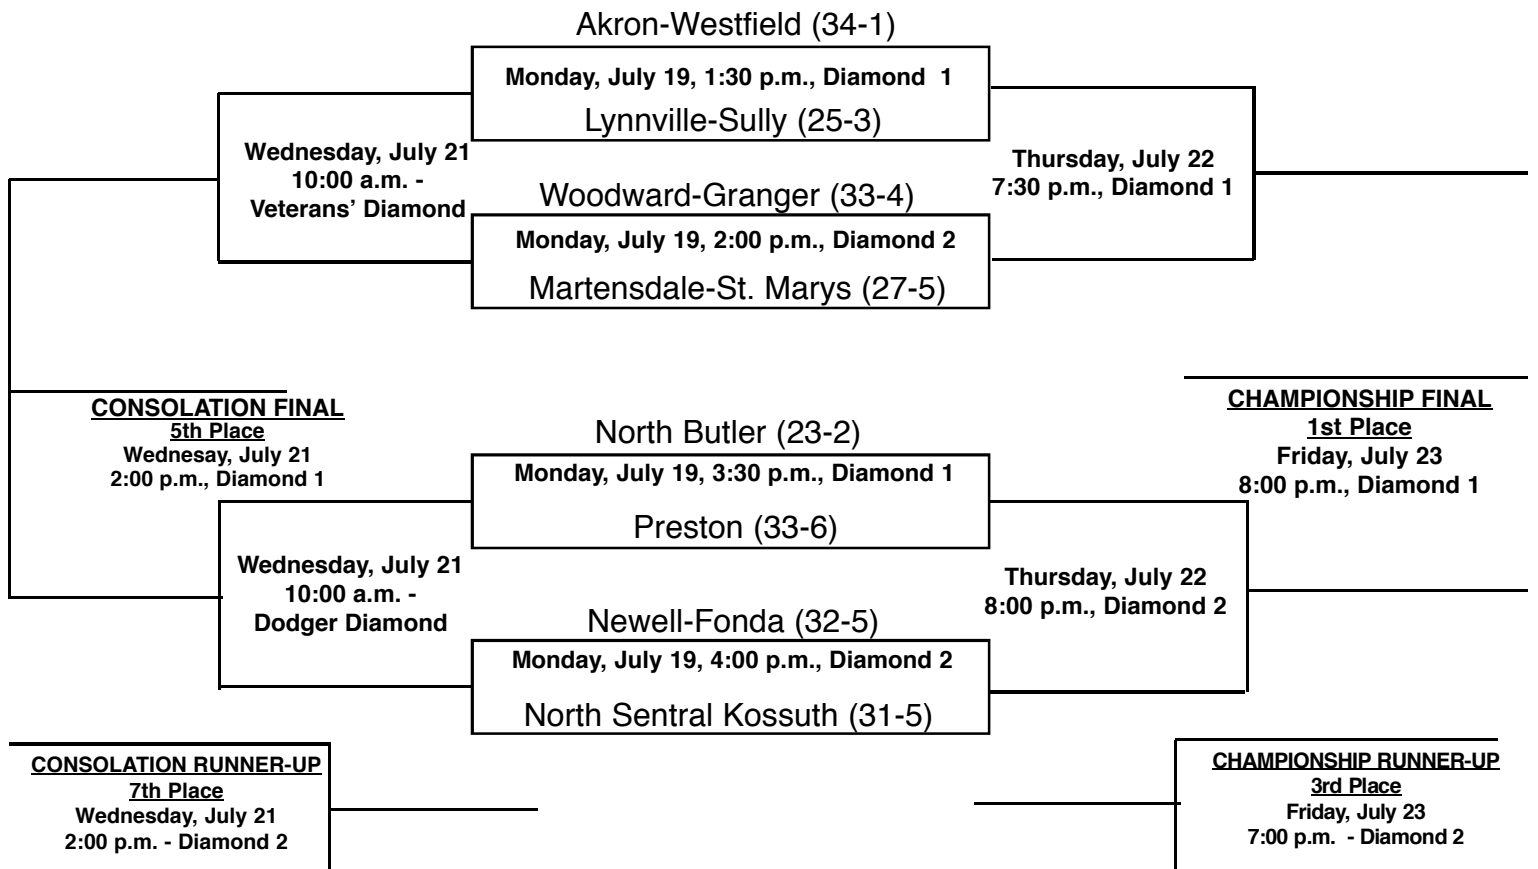 Akron-Westfield (34-1)
Monday, July 19, 1:30 p.m., Diamond 1
Lynnville-Sully (25-3)
Wednesday, July 21
10:00 a.m. -
Veterans' Diamond
Thursday, July 22
7:30 p.m., Diamond 1
Woodward-Granger (33-4)
Monday, July 19, 2:00 p.m., Diamond 2
Martensdale-St. Marys (27-5)
CONSOLATION FINAL
5th Place
Wednesay, July 21
2:00 p.m., Diamond 1
CHAMPIONSHIP FINAL
1st Place
Friday, July 23
8:00 p.m., Diamond 1
North Butler (23-2)
Monday, July 19, 3:30 p.m., Diamond 1
Preston (33-6)
Wednesday, July 21
10:00 a.m. -
Dodger Diamond
Thursday, July 22
8:00 p.m., Diamond 2
Newell-Fonda (32-5)
Monday, July 19, 4:00 p.m., Diamond 2
North Sentral Kossuth (31-5)
CONSOLATION RUNNER-UP
7th Place
Wednesday, July 21
2:00 p.m. - Diamond 2
CHAMPIONSHIP RUNNER-UP
3rd Place
Friday, July 23
7:00 p.m. - Diamond 2